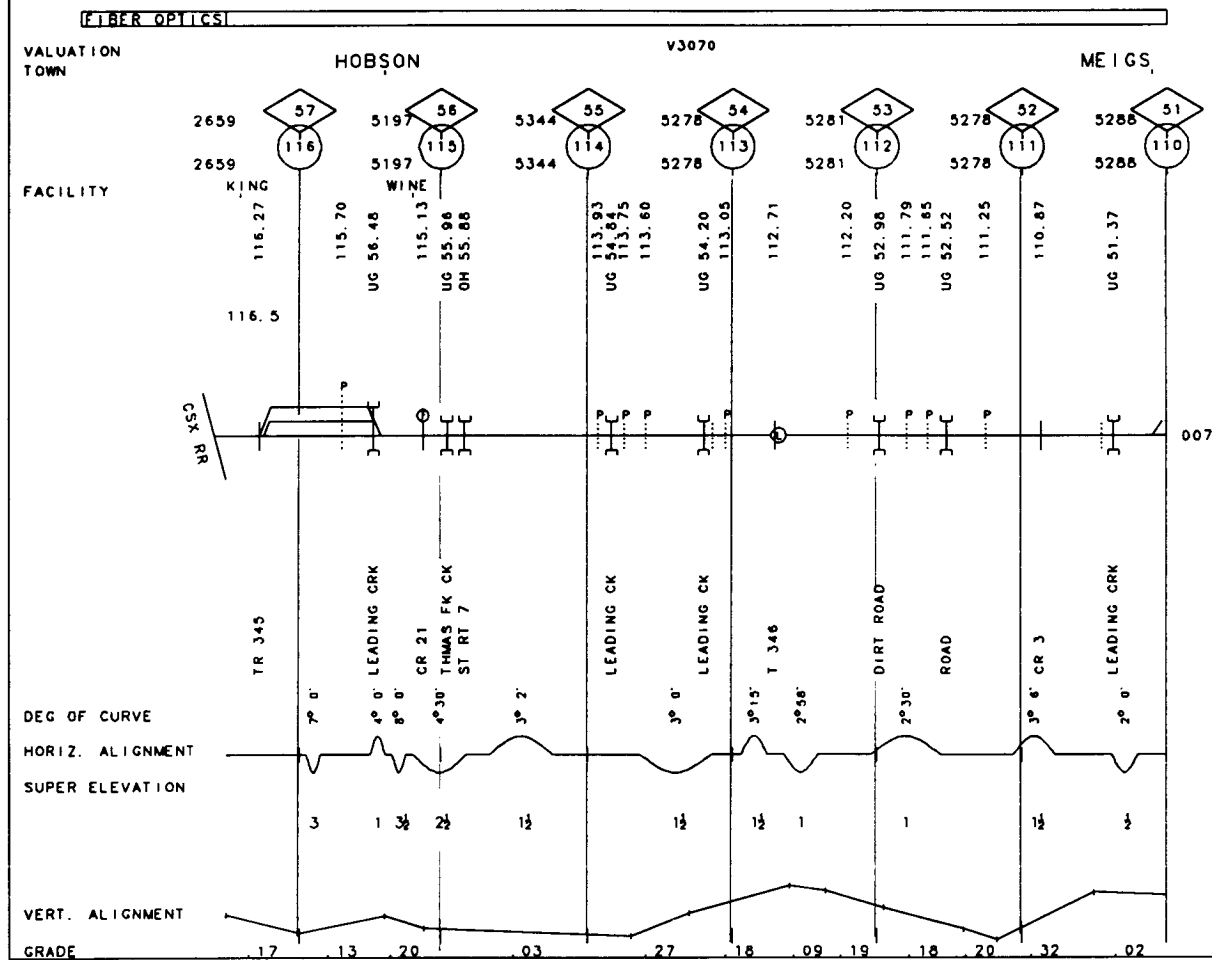 FIBER OPTICS
VALUATION V3070
TOWN HOBSON MEIGS
57 56 55 54 53 52 51
2659 5197 5344 5278 5281 5278 5288
116 115 114 113 112 111 110
2659 5197 5344 5278 5281 5278 5288
FACILITY KING WINE
116.27 115.70 UG 56.48 115.13 UG 55.96 OH 55.88 113.93 UG 54.84 113.75 113.60 UG 54.20 113.05 112.71 112.20 UG 52.98 111.79 111.65 UG 52.52 111.25 110.87 UG 51.37
116.5
P P P P P P P P P
CSX RR 007
TR 345 LEADING CRK CR 21 THMAS FK CK ST RT 7 LEADING CK LEADING CK T 346 DIRT ROAD ROAD CR 3 LEADING CRK
DEG OF CURVE 7° 0' 4° 0' 8° 0' 4°30' 3° 2' 3° 0' 3°15' 2°58' 2°30' 3° 6' 2° 0'
HORIZ. ALIGNMENT
SUPER ELEVATION
3 1 3½ 2½ 1½ 1½ 1½ 1 1 1½ ½
VERT. ALIGNMENT
GRADE .17 .13 .20 .03 .27 .18 .09 .19 .18 .20 .32 .02